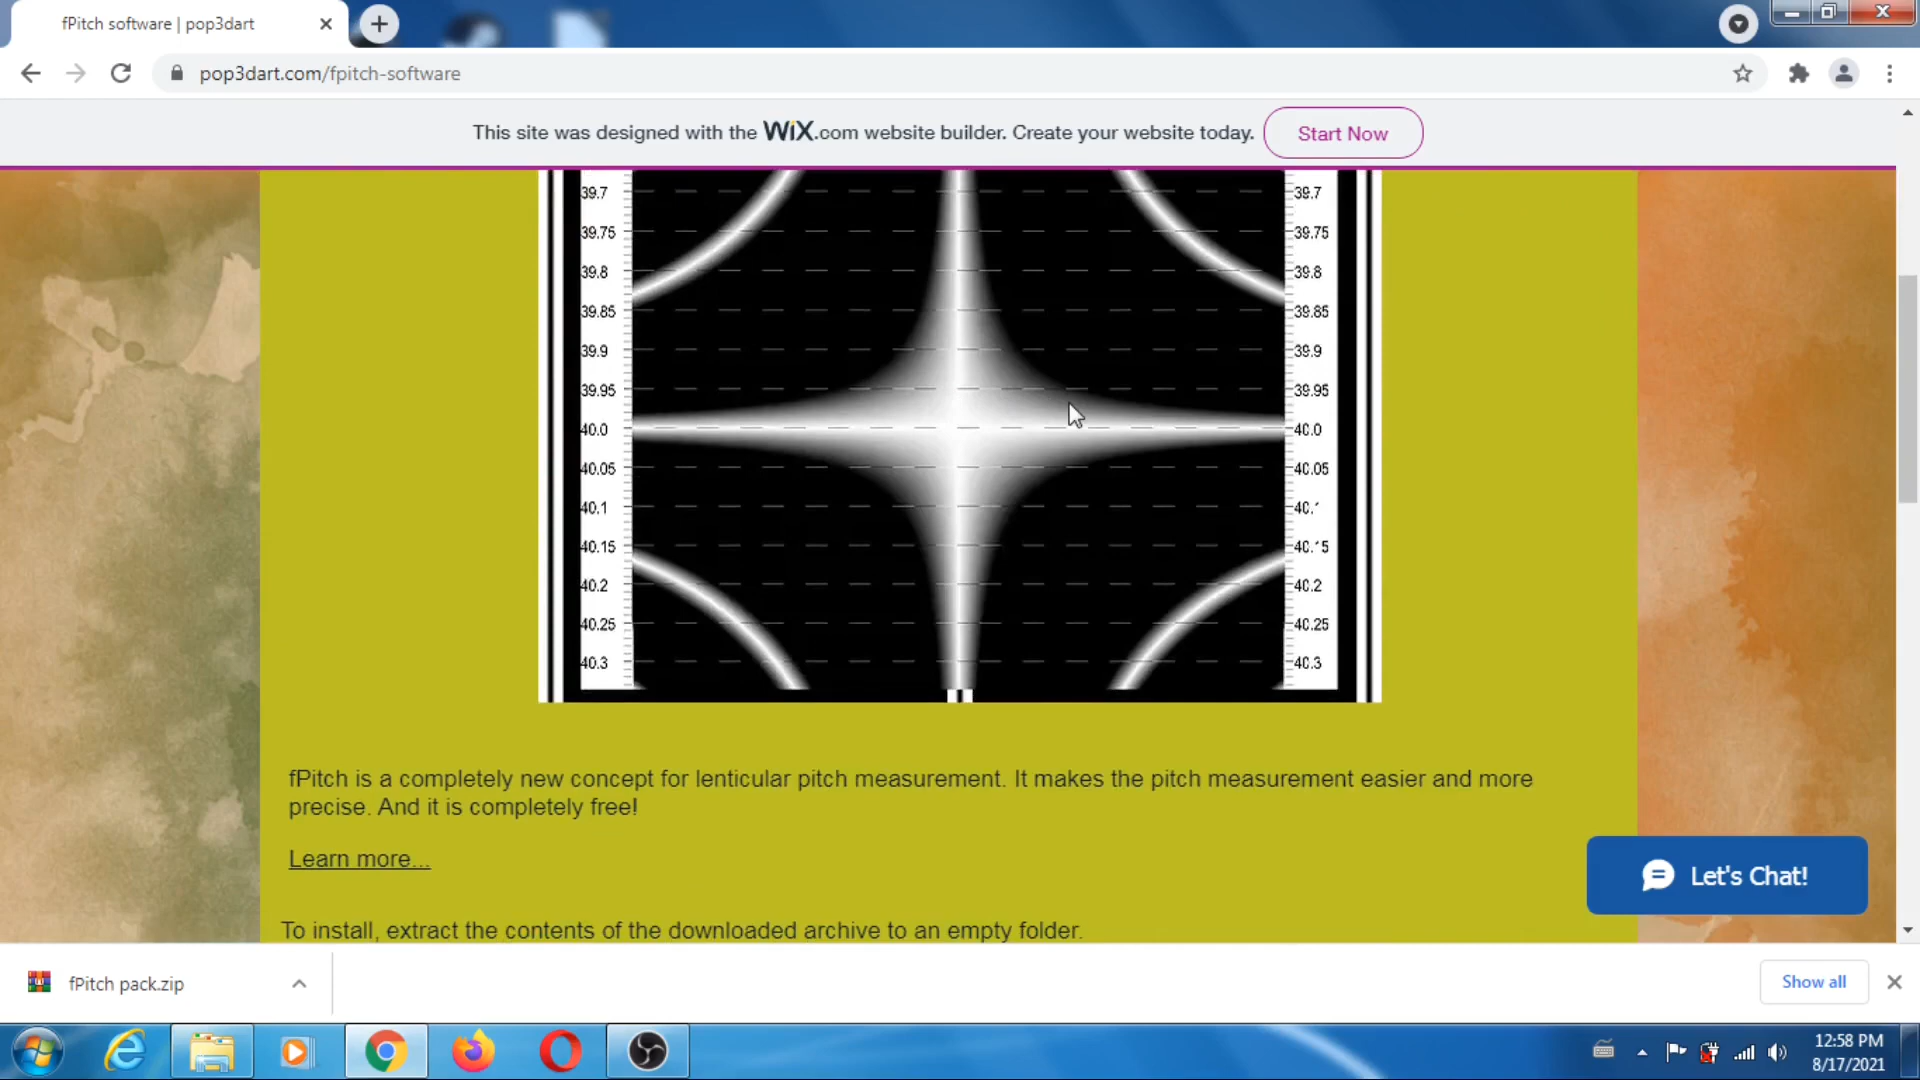 fPitch software | pop3dart
pop3dart.com/fpitch-software
This site was designed with the WiX.com website builder. Create your website today.
Start Now
39.7 39.7
39.75 39.75
39.8 39.8
39.85 39.85
39.9 39.9
39.95 39.95
40.0 40.0
40.05 40.05
40.1 40.1
40.15 40.15
40.2 40.2
40.25 40.25
40.3 40.3
fPitch is a completely new concept for lenticular pitch measurement. It makes the pitch measurement easier and more
precise. And it is completely free!
Learn more...
Let's Chat!
To install, extract the contents of the downloaded archive to an empty folder.
fPitch pack.zip
Show all
12:58 PM
8/17/2021